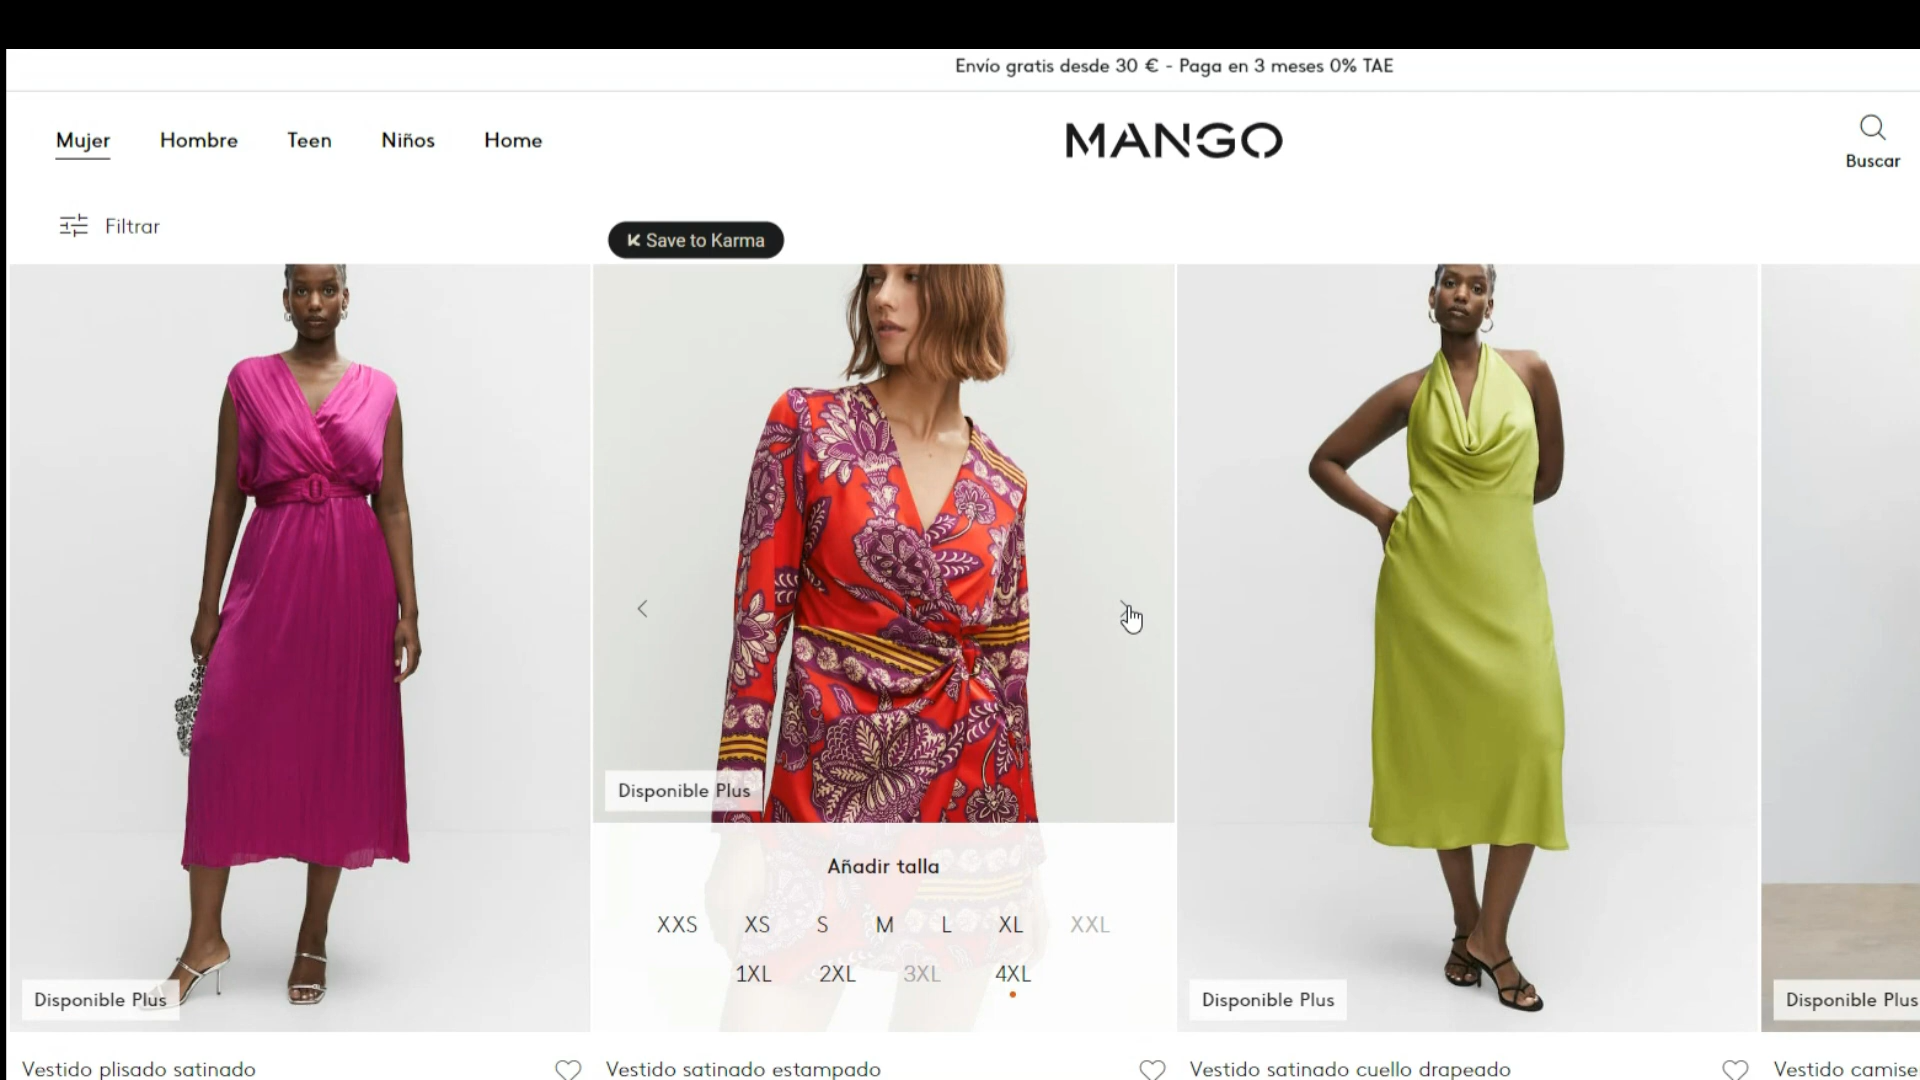 Envío gratis desde 30 € - Paga en 3 meses 0% TAE
Mujer Hombre Teen Niños Home
MANGO
Buscar
Filtrar
Save to Karma
Disponible Plus
Añadir talla
XXS XS S M L XL XXL
1XL 2XL 3XL 4XL
Disponible Plus
Disponible Plus
Disponible Plus
Vestido plisado satinado
Vestido satinado estampado
Vestido satinado cuello drapeado
Vestido camise